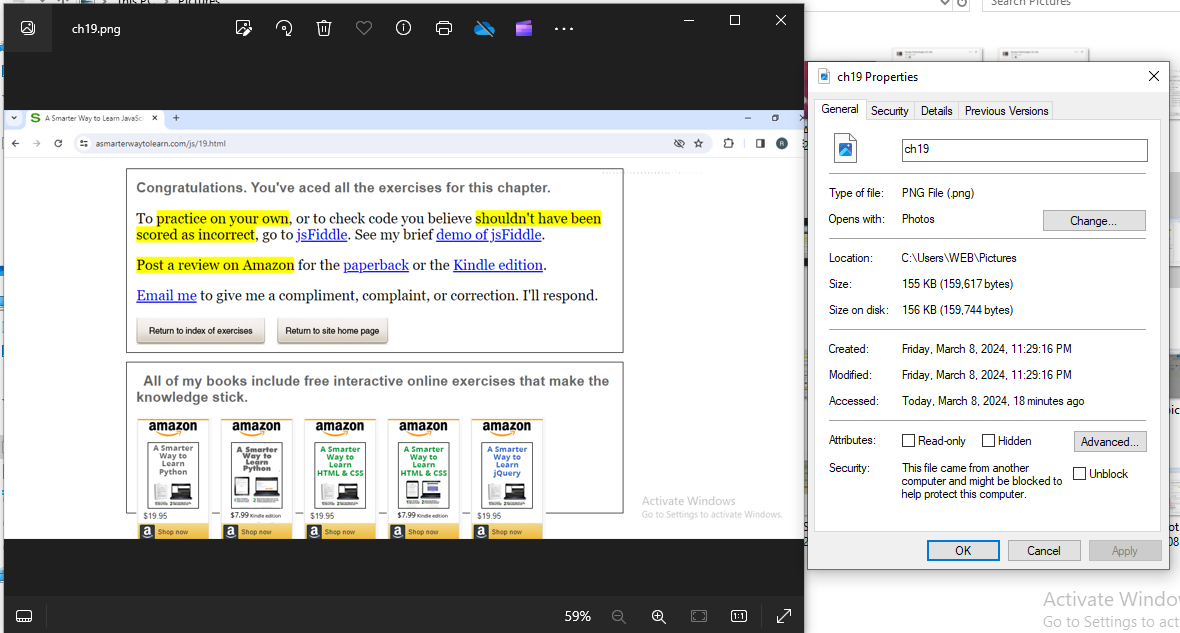 This PC
Pictures
Search Pictures
ch19.png
A Smarter Way to Learn JavaSc
asmarterwaytolearn.com/js/19.html
R
Congratulations. You've aced all the exercises for this chapter.
To practice on your own, or to check code you believe shouldn't have been
scored as incorrect, go to jsFiddle. See my brief demo of jsFiddle.
Post a review on Amazon for the paperback or the Kindle edition.
Email me to give me a compliment, complaint, or correction. I'll respond.
Return to index of exercises Return to site home page
All of my books include free interactive online exercises that make the
knowledge stick.
amazon amazon amazon amazon amazon
A Smarter Way to Learn Python
A Smarter Way to Learn Python
A Smarter Way to Learn HTML & CSS
A Smarter Way to Learn HTML & CSS
A Smarter Way to Learn jQuery
$19.95 $7.99 Kindle edition $19.95 $7.99 Kindle edition $19.95
a Shop now a Shop now a Shop now a Shop now a Shop now
Activate Windows
Go to Settings to activate Windows.
59% 1:1
ch19 Properties
General Security Details Previous Versions
ch19
Type of file: PNG File (.png)
Opens with: Photos Change...
Location: C:\Users\WEB\Pictures
Size: 155 KB (159,617 bytes)
Size on disk: 156 KB (159,744 bytes)
Created: Friday, March 8, 2024, 11:29:16 PM
Modified: Friday, March 8, 2024, 11:29:16 PM
Accessed: Today, March 8, 2024, 18 minutes ago
Attributes: Read-only Hidden Advanced...
Security: This file came from another
computer and might be blocked to
help protect this computer.
Unblock
OK Cancel Apply
Activate Windo
Go to Settings to act